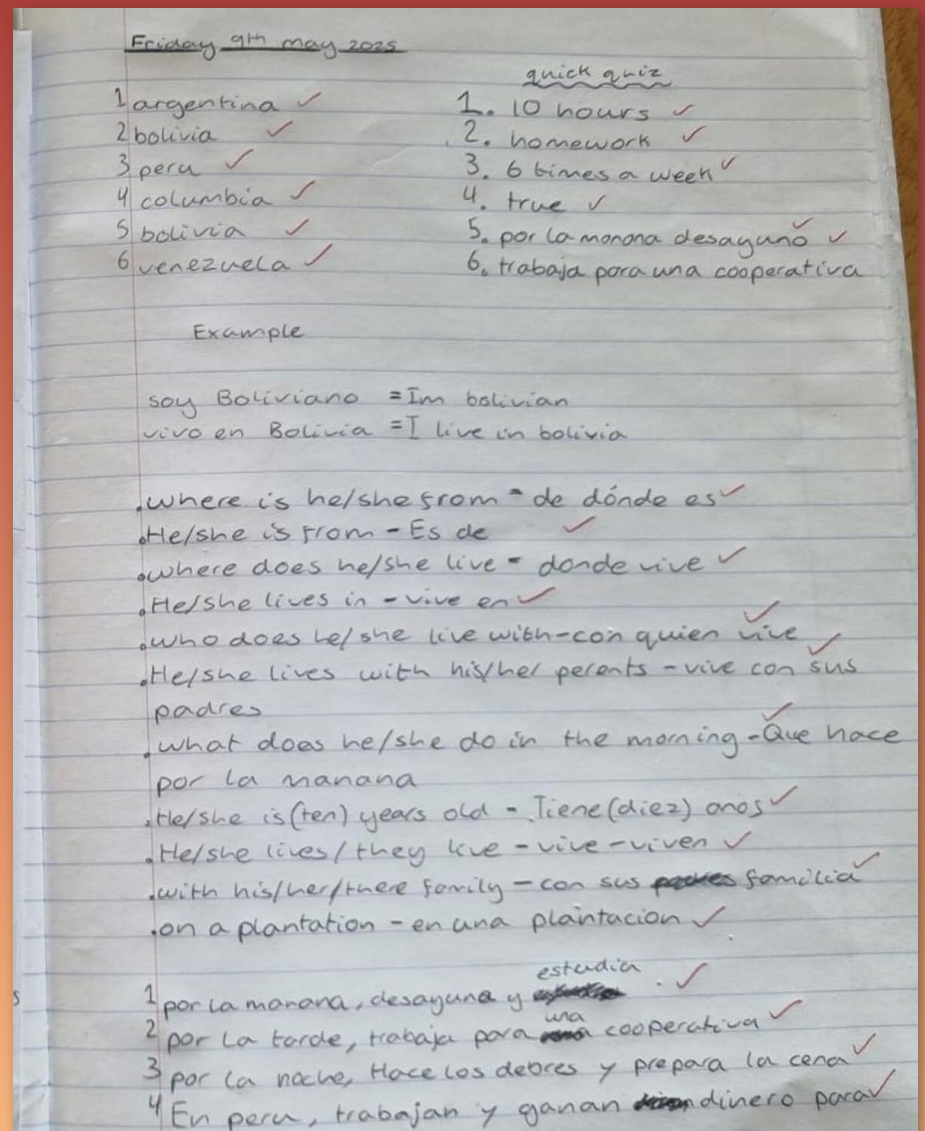 Friday 9th may 2025
1 argentina
2 bolivia
3 peru
4 columbia
5 bolivia
6 venezuela
quick quiz
1. 10 hours
2. homework
3. 6 times a week
4. true
5. por la monona desayuno
6. trabaja para una cooperativa
Example
soy Boliviano = Im bolivian
vivo en Bolivia = I live in bolivia
. where is he/she from - de dónde es
. He/she is from - Es de
. where does he/she live - donde vive
. He/she lives in - vive en
. who does he/she live with - con quien vive
. He/she lives with his/her perents - vive con sus
padres
. what does he/she do in the morning - Que hace
por la manana
. He/she is (ten) years old - Tiene (diez) anos
. He/she lives / they live - vive - viven
. with his/her/there family - con sus familia
. on a plantation - en una plantacion
1 por la manana, desayuna y estudia.
2 por la tarde, trabaja para una cooperativa
3 por la noche, Hace los debres y prepara la cena
4 En peru, trabajan y ganan dinero para